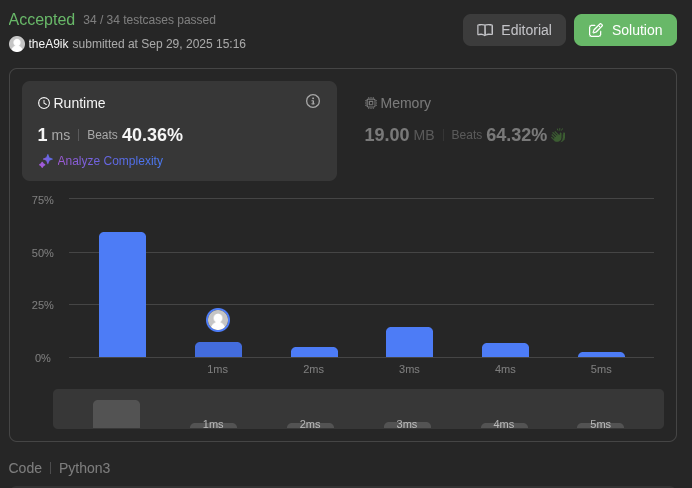 Accepted 34 / 34 testcases passed
theA9ik submitted at Sep 29, 2025 15:16
Editorial
Solution
Runtime
1 ms Beats 40.36%
Analyze Complexity
Memory
19.00 MB Beats 64.32%
75%
50%
25%
0%
1ms 2ms 3ms 4ms 5ms
1ms 2ms 3ms 4ms 5ms
Code Python3